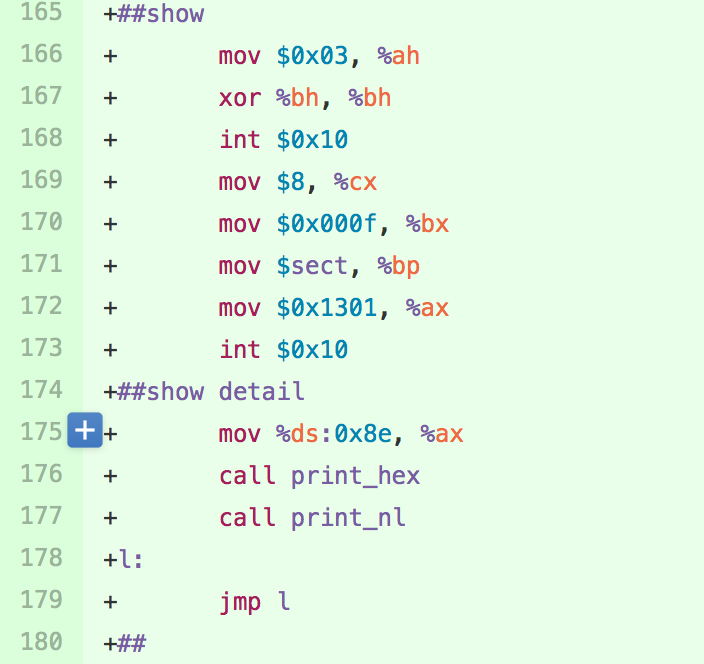 165 +##show
166 + mov $0x03, %ah
167 + xor %bh, %bh
168 + int $0x10
169 + mov $8, %cx
170 + mov $0x000f, %bx
171 + mov $sect, %bp
172 + mov $0x1301, %ax
173 + int $0x10
174 +##show detail
175 + mov %ds:0x8e, %ax
176 + call print_hex
177 + call print_nl
178 +l:
179 + jmp l
180 +##